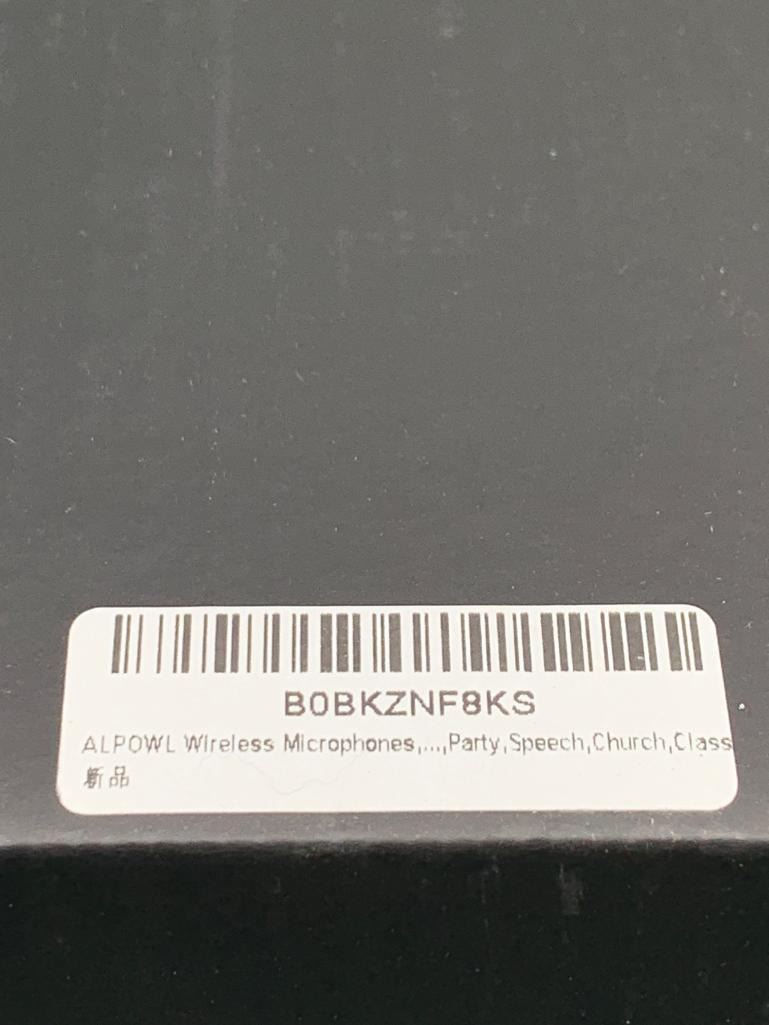 B0BKZNF8KS
ALPOWL Wireless Microphones,...,Party,Speech,Church,Class
新品